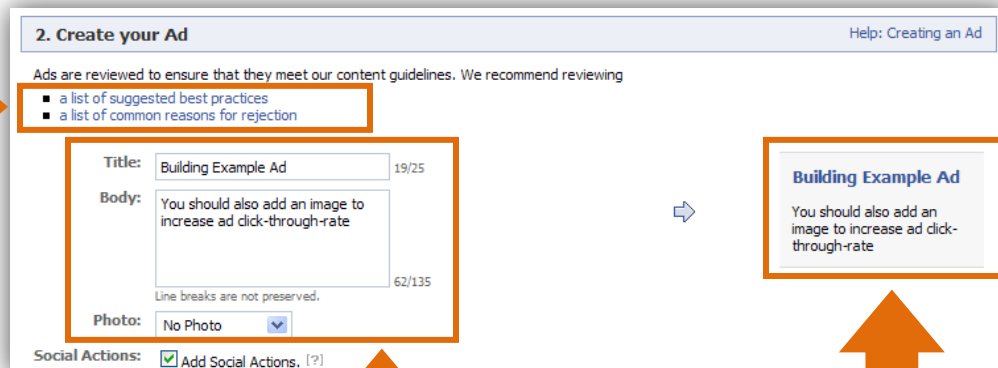 2. Create your Ad
Help: Creating an Ad
Ads are reviewed to ensure that they meet our content guidelines. We recommend reviewing
a list of suggested best practices
a list of common reasons for rejection
Title:
Building Example Ad
19/25
Body:
You should also add an image to
increase ad click-through-rate
62/135
Line breaks are not preserved.
Photo:
No Photo
Social Actions:
Add Social Actions. [?]
Building Example Ad
You should also add an
image to increase ad click-
through-rate